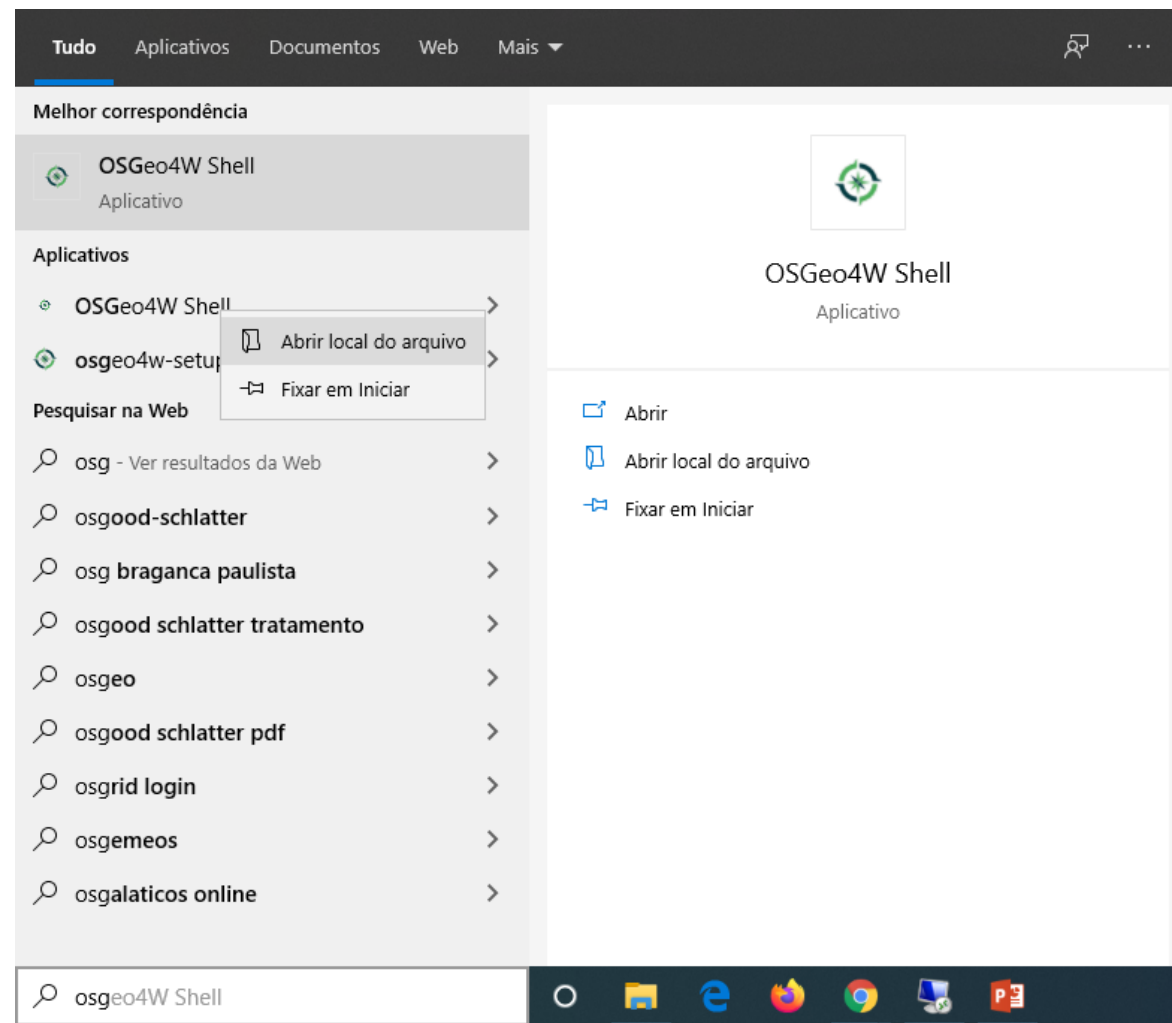 Tudo Aplicativos Documentos Web Mais
Melhor correspondência
OSGeo4W Shell
Aplicativo
Aplicativos
OSGeo4W Shell
osgeo4w-setup
Abrir local do arquivo
Fixar em Iniciar
Pesquisar na Web
osg - Ver resultados da Web
osgood-schlatter
osg braganca paulista
osgood schlatter tratamento
osgeo
osgood schlatter pdf
osgrid login
osgemeos
osgalaticos online
osgeo4W Shell
OSGeo4W Shell
Aplicativo
Abrir
Abrir local do arquivo
Fixar em Iniciar